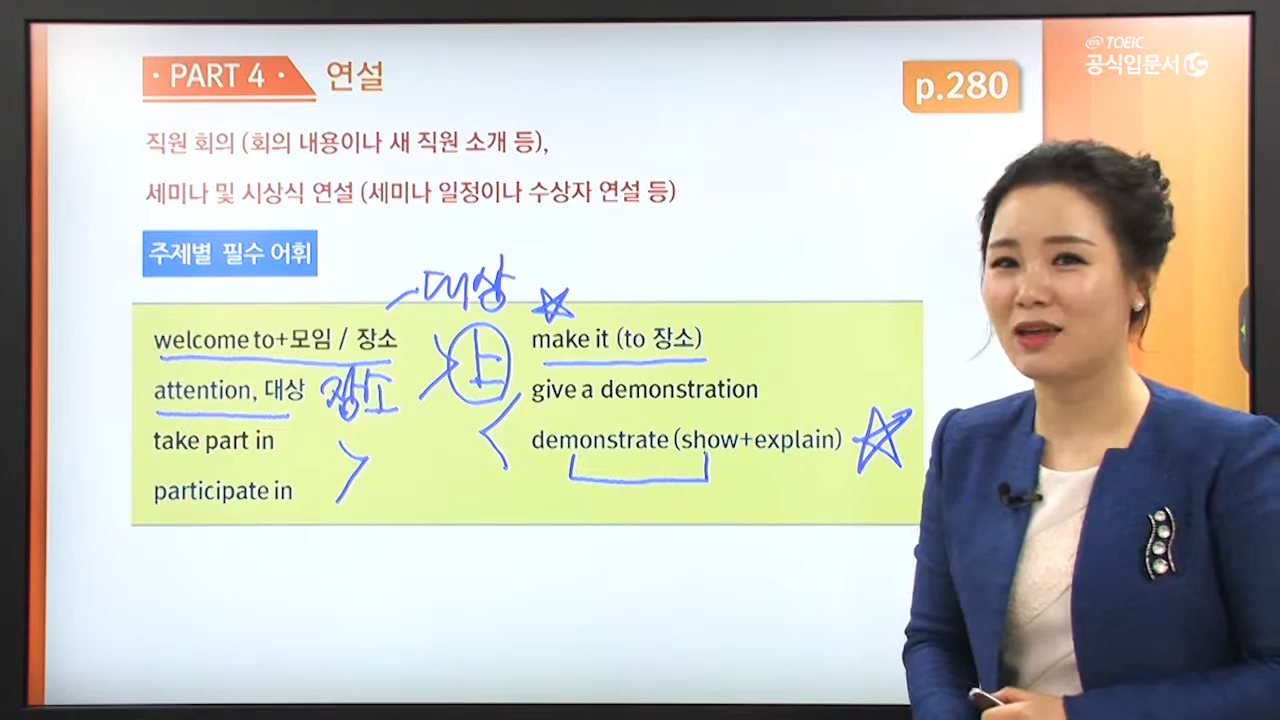 · PART 4 · 연설
p.280
ETS TOEIC
공식입문서 LC
직원 회의 (회의 내용이나 새 직원 소개 등),
세미나 및 시상식 연설 (세미나 일정이나 수상자 연설 등)
주제별 필수 어휘
대상
welcome to+모임 / 장소
attention, 대상 장소
take part in
participate in
上
make it (to 장소)
give a demonstration
demonstrate (show+explain)